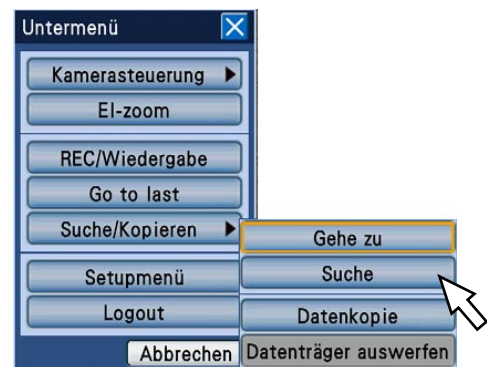 Untermenü
Kamerasteuerung
El-zoom
REC/Wiedergabe
Go to last
Suche/Kopieren
Setupmenü
Logout
Abbrechen
Gehe zu
Suche
Datenkopie
Datenträger auswerfen